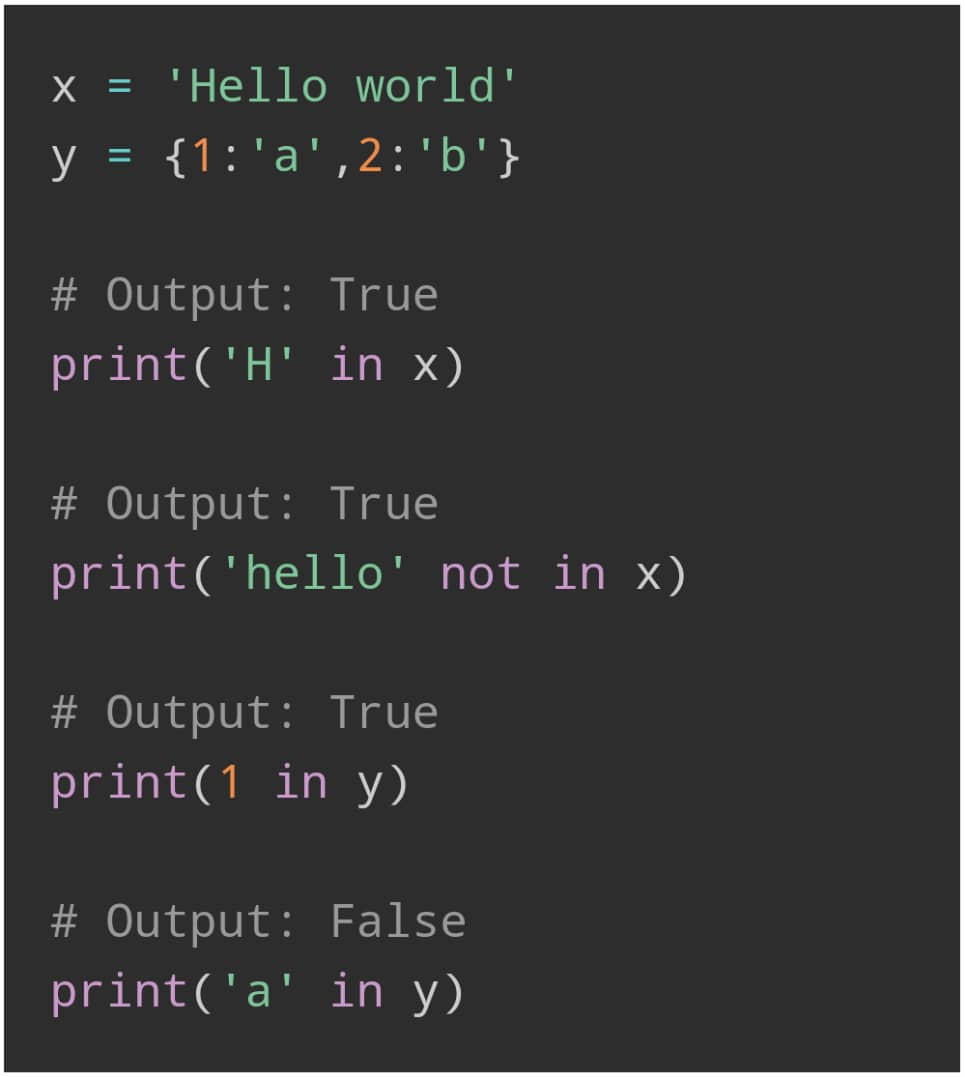 x = 'Hello world'
y = {1:'a',2:'b'}
# Output: True
print('H' in x)
# Output: True
print('hello' not in x)
# Output: True
print(1 in y)
# Output: False
print('a' in y)